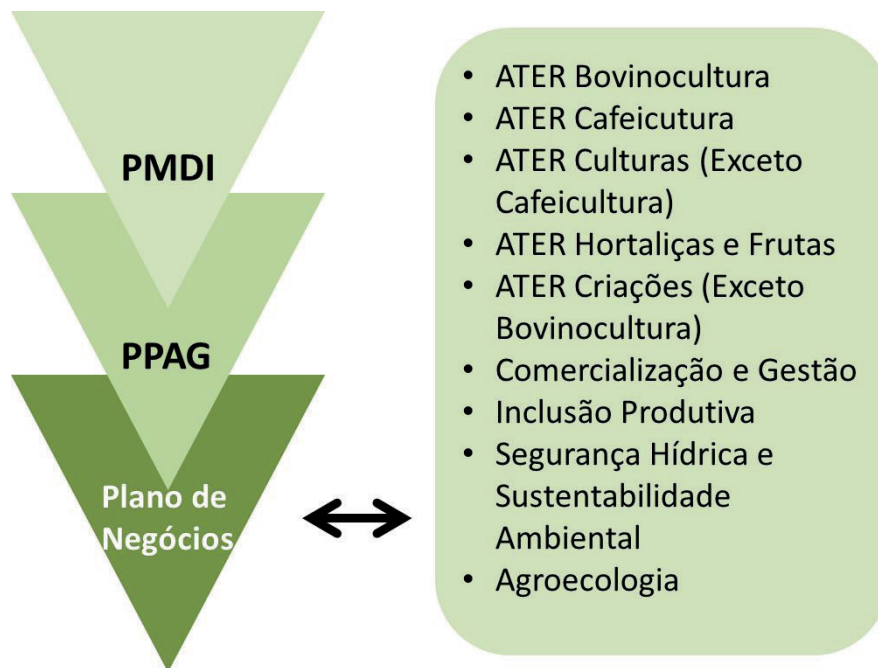 PMDI
PPAG
Plano de
Negócios
• ATER Bovinocultura
• ATER Cafeicutura
• ATER Culturas (Exceto
Cafeicultura)
• ATER Hortaliças e Frutas
• ATER Criações (Exceto
Bovinocultura)
• Comercialização e Gestão
• Inclusão Produtiva
• Segurança Hídrica e
Sustentabilidade
Ambiental
• Agroecologia